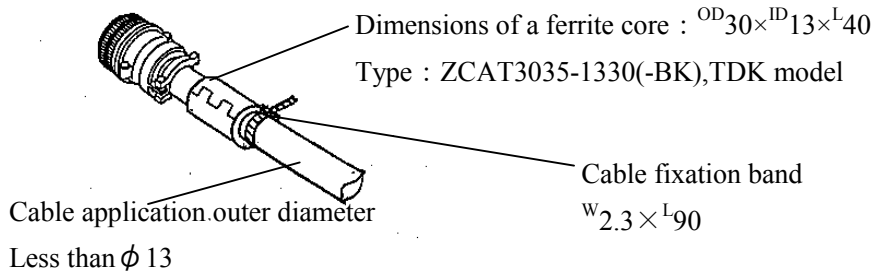 Dimensions of a ferrite core : ᴼᴰ30×ᴵᴰ13×ᴸ40
Type : ZCAT3035-1330(-BK),TDK model
Cable fixation band
ᵂ2.3×ᴸ90
Cable application outer diameter
Less than ϕ 13